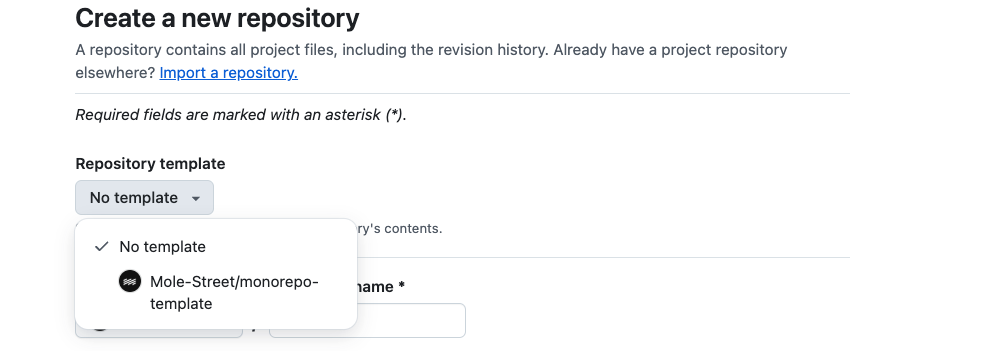 Create a new repository
A repository contains all project files, including the revision history. Already have a project repository
elsewhere? Import a repository.
Required fields are marked with an asterisk (*).
Repository template
No template
ry's contents.
No template
Mole-Street/monorepo-
template
name *
/